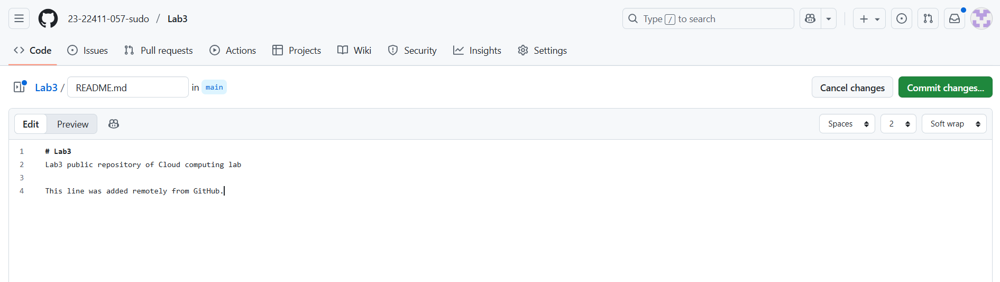 23-22411-057-sudo / Lab3
Type / to search
Code Issues Pull requests Actions Projects Wiki Security Insights Settings
Lab3 / README.md in main
Cancel changes Commit changes...
Edit Preview
Spaces 2 Soft wrap
1 # Lab3
2 Lab3 public repository of Cloud computing lab
3
4 This line was added remotely from GitHub.